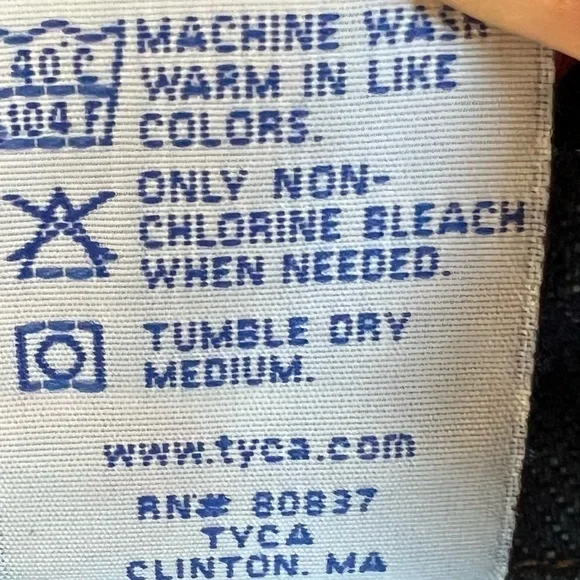 40°C
104 F
MACHINE WASH
WARM IN LIKE
COLORS.
ONLY NON-
CHLORINE BLEACH
WHEN NEEDED.
TUMBLE DRY
MEDIUM.
www.tyca.com
RN# 80837
TYCA
CLINTON. MA